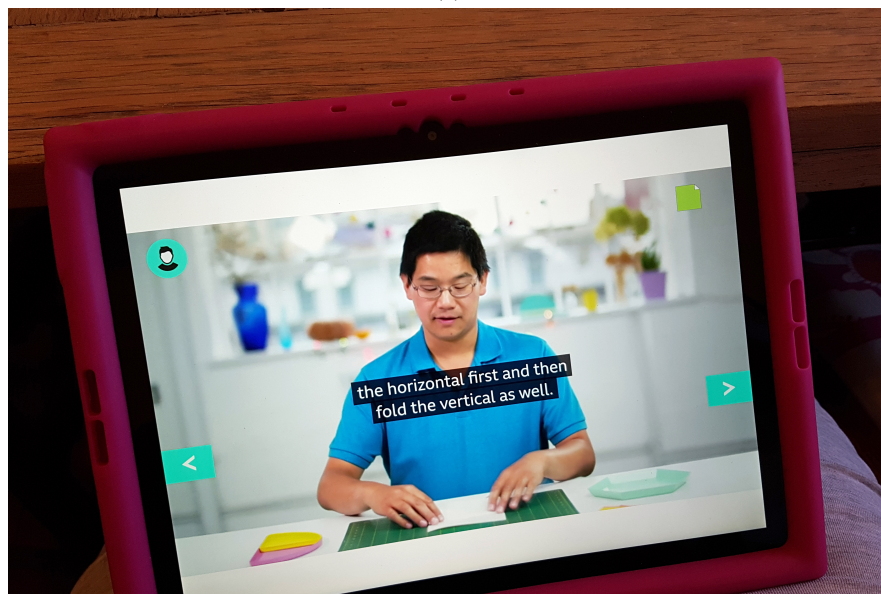 the horizontal first and then
fold the vertical as well.